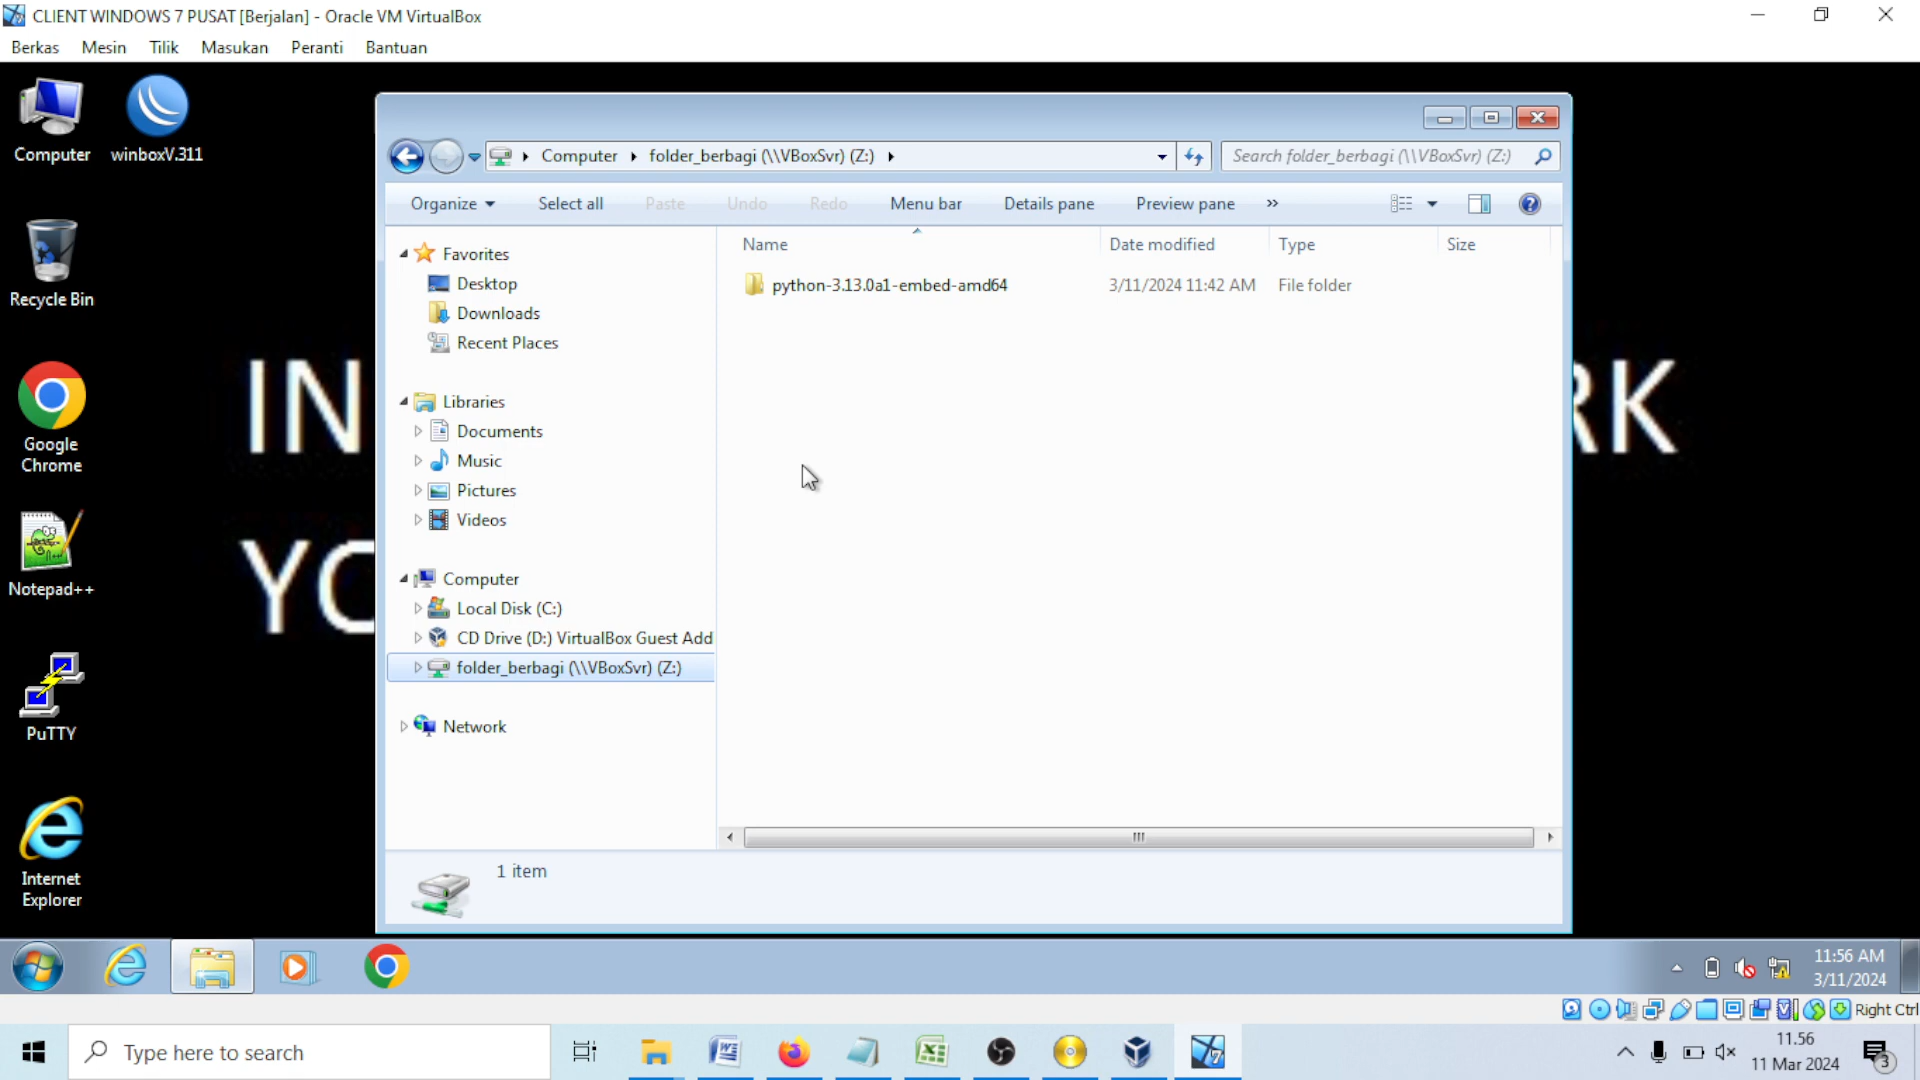 CLIENT WINDOWS 7 PUSAT [Berjalan] - Oracle VM VirtualBox
Berkas Mesin Tilik Masukan Peranti Bantuan
Computer
winboxV.311
Recycle Bin
Google
Chrome
Notepad++
PuTTY
Internet
Explorer
IN
RK
YO
Computer folder_berbagi (\\VBoxSvr) (Z:)
Search folder_berbagi (\\VBoxSvr) (Z:)
Organize Select all Paste Undo Redo Menu bar Details pane Preview pane »
Favorites
Desktop
Downloads
Recent Places
Libraries
Documents
Music
Pictures
Videos
Computer
Local Disk (C:)
CD Drive (D:) VirtualBox Guest Add
folder_berbagi (\\VBoxSvr) (Z:)
Network
Name Date modified Type Size
python-3.13.0a1-embed-amd64 3/11/2024 11:42 AM File folder
1 item
11:56 AM
3/11/2024
Right Ctrl
Type here to search
11.56
11 Mar 2024
3